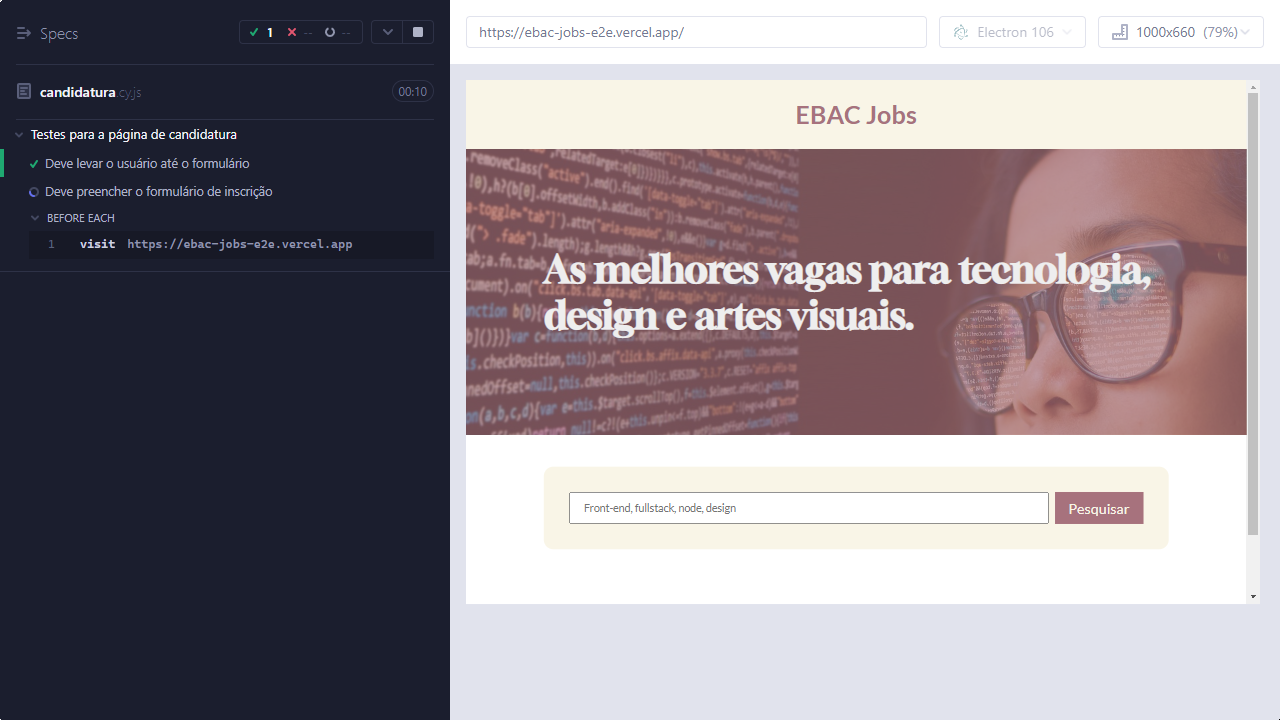 Specs
1 -- --
candidatura.cy.js
00:10
Testes para a página de candidatura
Deve levar o usuário até o formulário
Deve preencher o formulário de inscrição
BEFORE EACH
1 visit https://ebac-jobs-e2e.vercel.app
https://ebac-jobs-e2e.vercel.app/
Electron 106
1000x660 (79%)
EBAC Jobs
As melhores vagas para tecnologia,
design e artes visuais.
Front-end, fullstack, node, design
Pesquisar